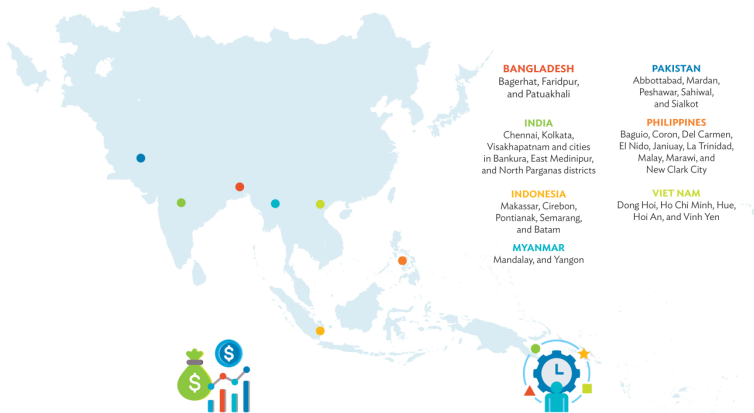 BANGLADESH
Bagerhat, Faridpur,
and Patuakhali
INDIA
Chennai, Kolkata,
Visakhapatnam and cities
in Bankura, East Medinipur,
and North Parganas districts
INDONESIA
Makassar, Cirebon,
Pontianak, Semarang,
and Batam
MYANMAR
Mandalay, and Yangon
PAKISTAN
Abbottabad, Mardan,
Peshawar, Sahiwal,
and Sialkot
PHILIPPINES
Baguio, Coron, Del Carmen,
El Nido, Janiuay, La Trinidad,
Malay, Marawi, and
New Clark City
VIET NAM
Dong Hoi, Ho Chi Minh, Hue,
Hoi An, and Vinh Yen
$
$